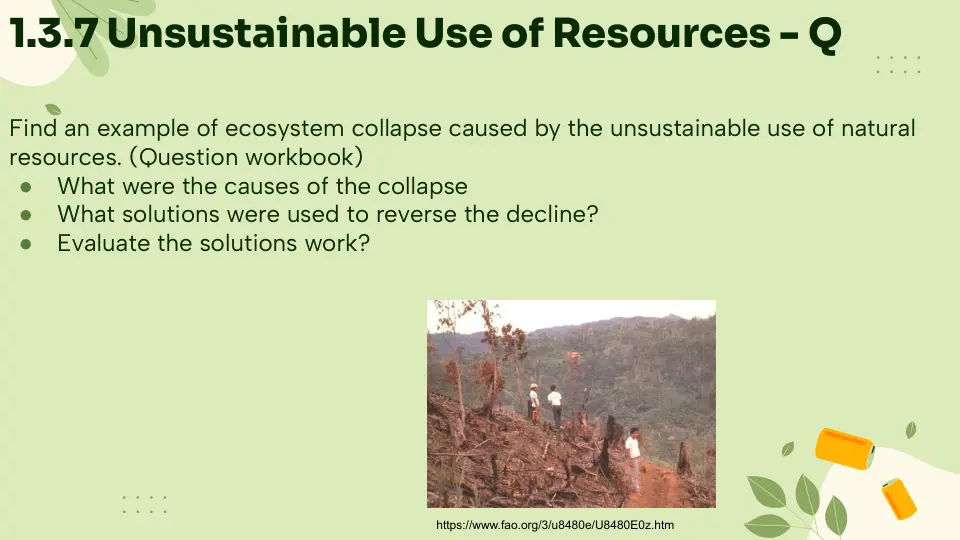 1.3.7 Unsustainable Use of Resources - Q
Find an example of ecosystem collapse caused by the unsustainable use of natural
resources. (Question workbook)
● What were the causes of the collapse
● What solutions were used to reverse the decline?
● Evaluate the solutions work?
https://www.fao.org/3/u8480e/U8480E0z.htm